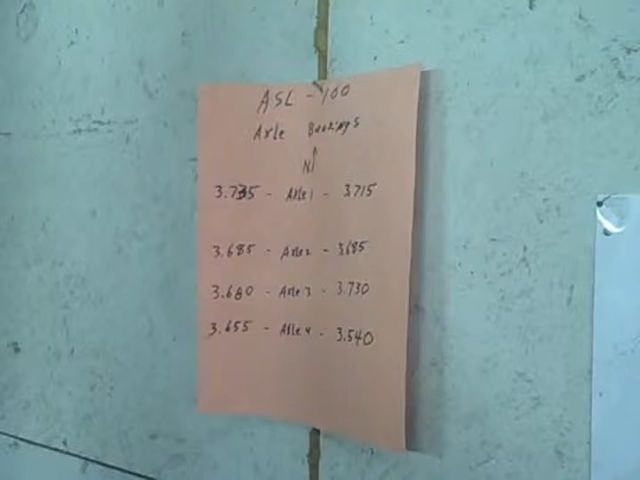 ASL - 100
Axle Bearings
N
3.735 - Axle 1 - 3.715
3.685 - Axle 2 - 3.685
3.680 - Axle 3 - 3.730
3.655 - Axle 4 - 3.540